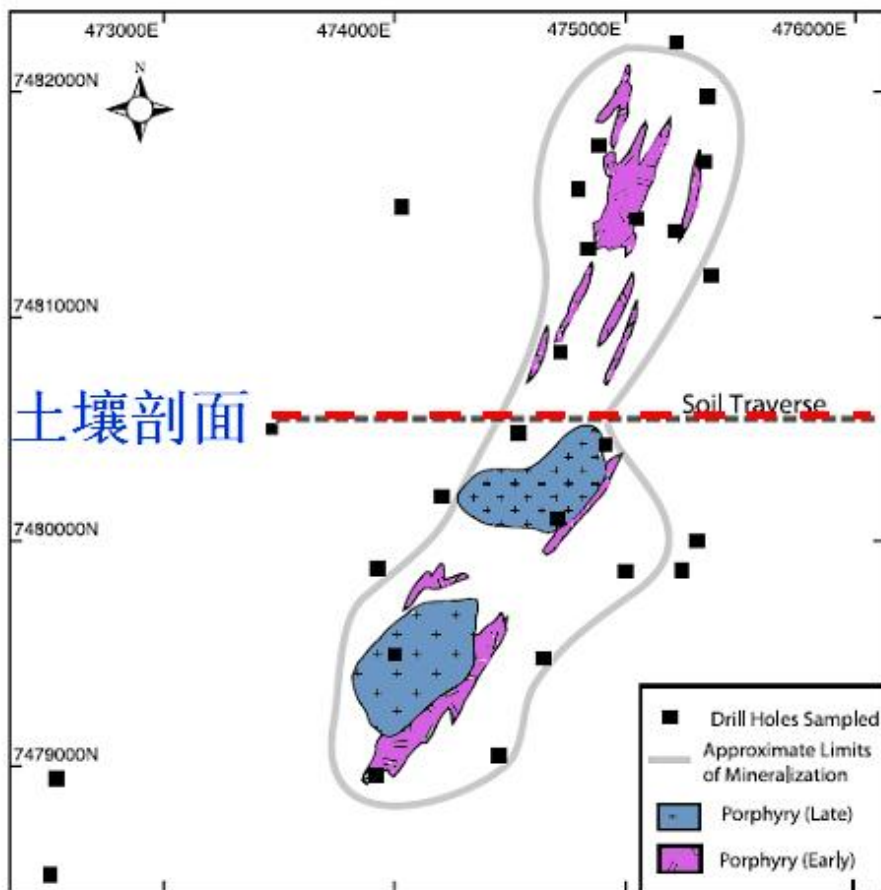 473000E 474000E 475000E 476000E
N
7482000N
7481000N
Soil Traverse
土壤剖面
7480000N
7479000N
Drill Holes Sampled
Approximate Limits
of Mineralization
Porphyry (Late)
Porphyry (Early)